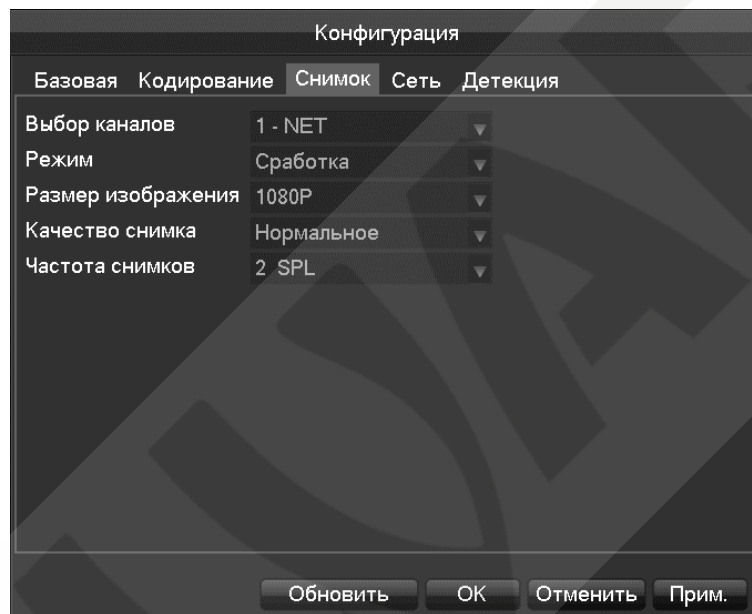 Конфигурация
Базовая Кодирование Снимок Сеть Детекция
Выбор каналов 1 - NET
Режим Сработка
Размер изображения 1080P
Качество снимка Нормальное
Частота снимков 2 SPL
Обновить OK Отменить Прим.